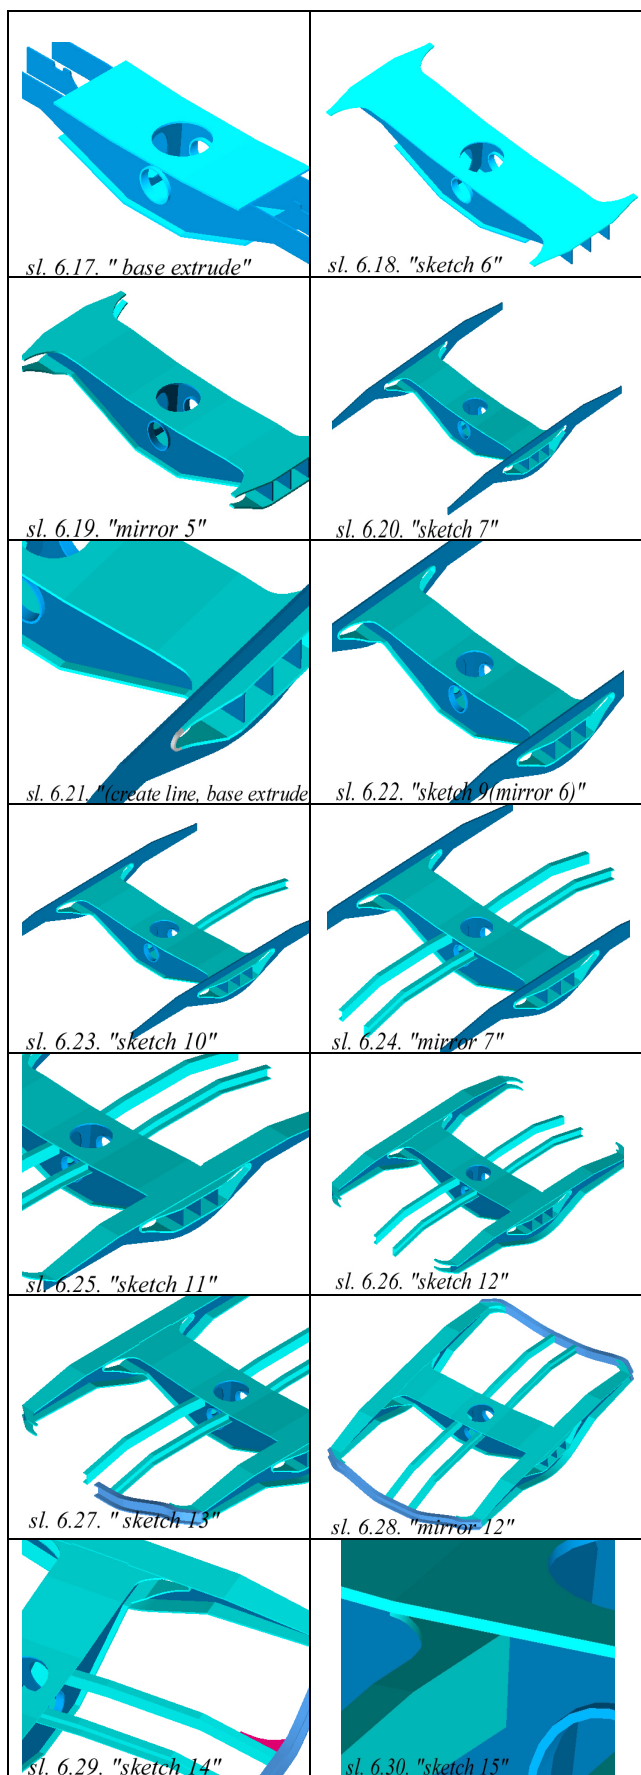 sl. 6.17. " base extrude"
sl. 6.18. "sketch 6"
sl. 6.19. "mirror 5"
sl. 6.20. "sketch 7"
sl. 6.21. "(create line, base extrude
sl. 6.22. "sketch 9(mirror 6)"
sl. 6.23. "sketch 10"
sl. 6.24. "mirror 7"
sl. 6.25. "sketch 11"
sl. 6.26. "sketch 12"
sl. 6.27. " sketch 13"
sl. 6.28. "mirror 12"
sl. 6.29. "sketch 14"
sl. 6.30. "sketch 15"